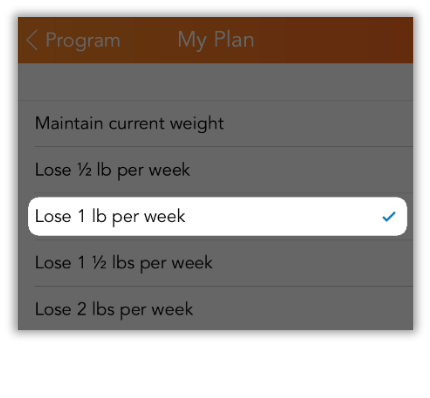 Program My Plan
Maintain current weight
Lose ½ lb per week
Lose 1 lb per week
Lose 1 ½ lbs per week
Lose 2 lbs per week